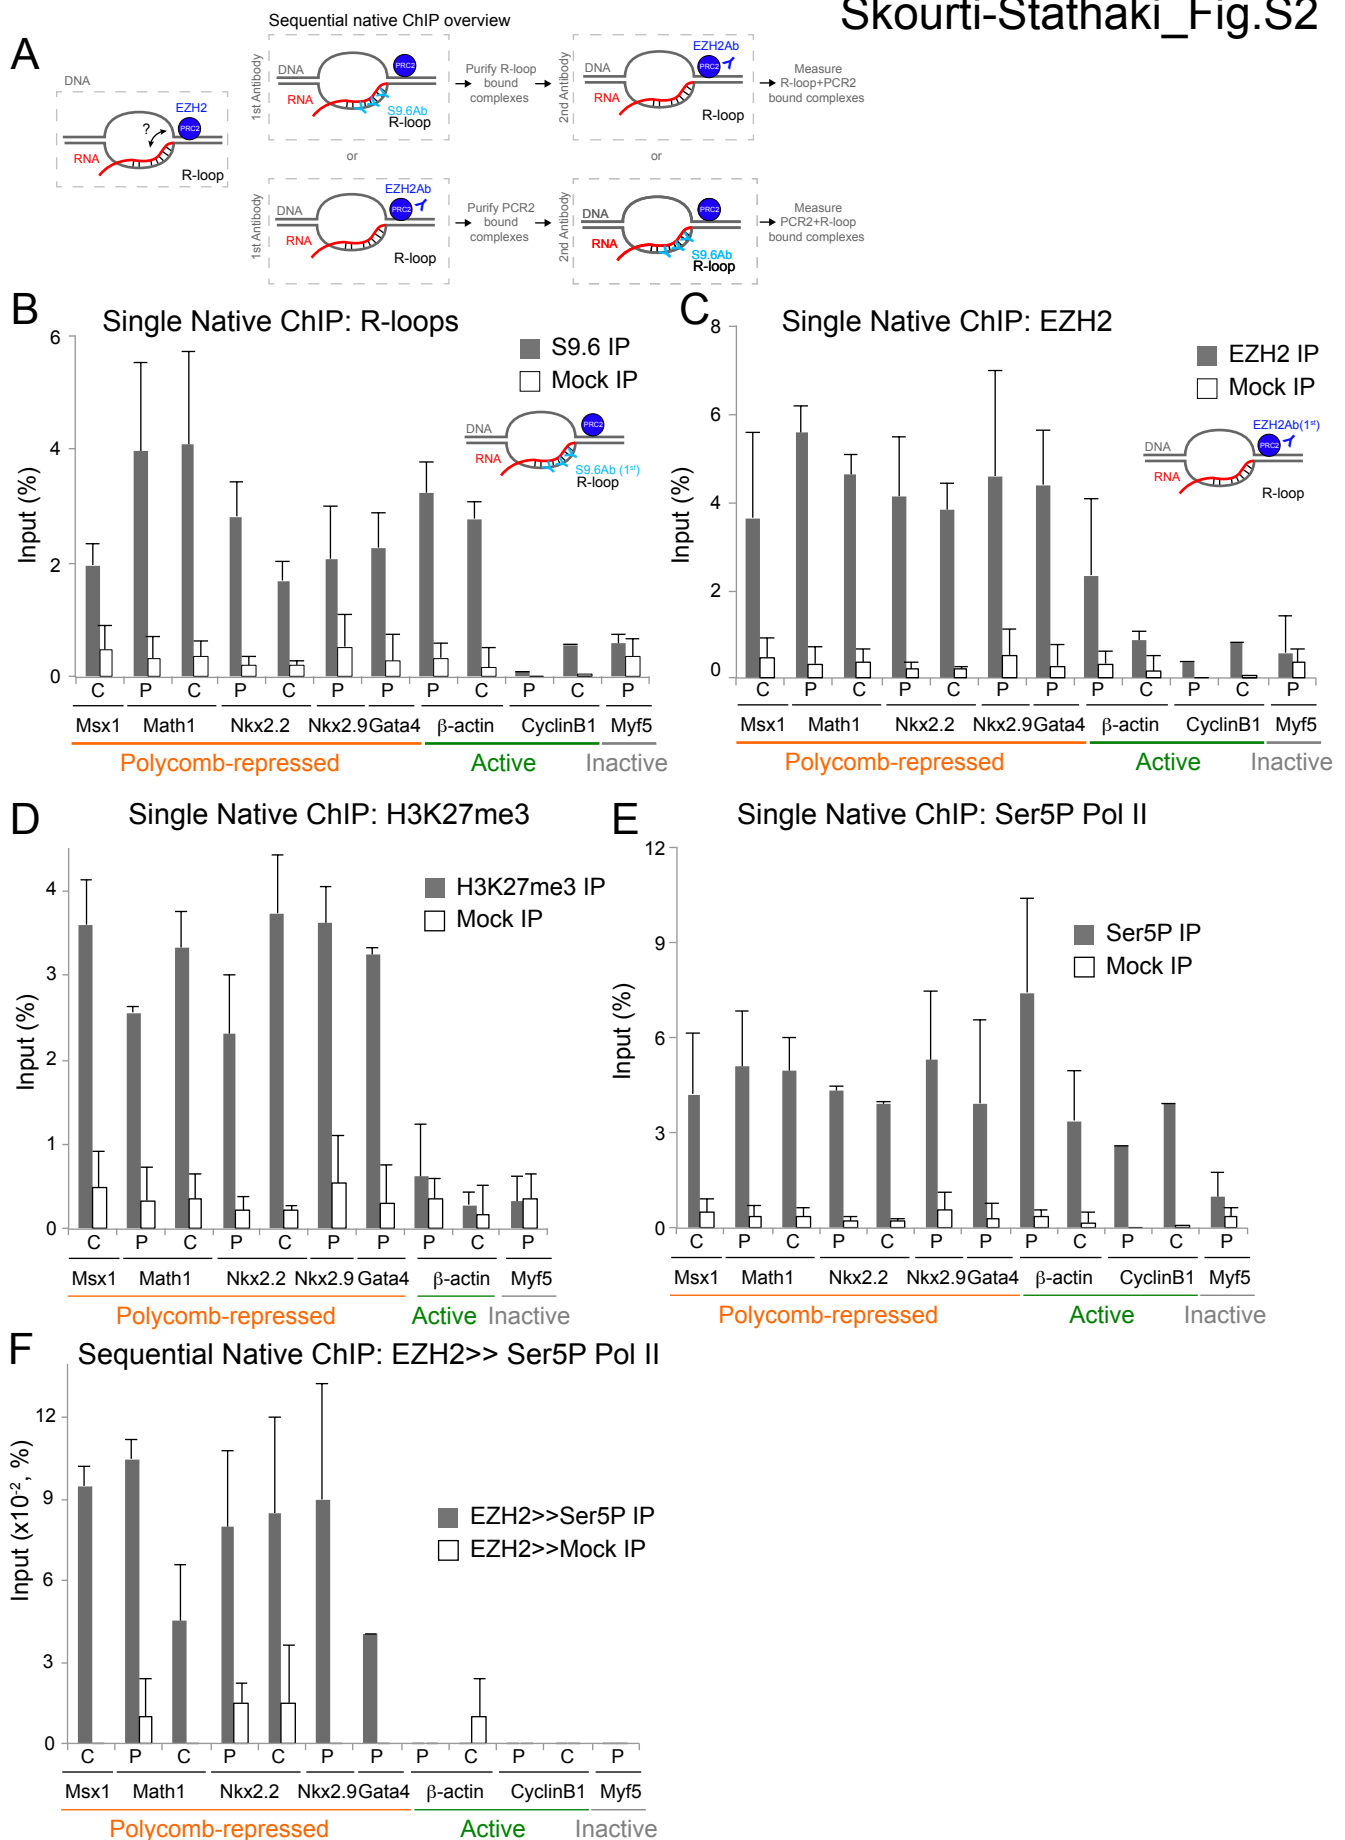 Skourti-Stathaki_Fig.S2
Sequential native ChIP overview
A
DNA
EZH2
PRC2
?
RNA
R-loop
1st Antibody
DNA
PRC2
RNA
S9.6Ab
R-loop
Purify R-loop
bound
complexes
2nd Antibody
EZH2Ab
DNA
PRC2
RNA
R-loop
Measure
R-loop+PCR2
bound complexes
or
or
1st Antibody
EZH2Ab
DNA
PRC2
RNA
R-loop
Purify PCR2
bound
complexes
2nd Antibody
DNA
PRC2
RNA
S9.6Ab
R-loop
Measure
PCR2+R-loop
bound complexes
B
Single Native ChIP: R-loops
S9.6 IP
Mock IP
DNA
PRC2
RNA
S9.6Ab (1st)
R-loop
Input (%)
6
4
2
0
C P C P C P P P C P C P
Msx1 Math1 Nkx2.2 Nkx2.9 Gata4 β-actin CyclinB1 Myf5
Polycomb-repressed Active Inactive
C
Single Native ChIP: EZH2
EZH2 IP
Mock IP
EZH2Ab(1st)
DNA
PRC2
RNA
R-loop
Input (%)
8
6
4
2
0
C P C P C P P P C P C P
Msx1 Math1 Nkx2.2 Nkx2.9 Gata4 β-actin CyclinB1 Myf5
Polycomb-repressed Active Inactive
D
Single Native ChIP: H3K27me3
H3K27me3 IP
Mock IP
Input (%)
4
3
2
1
0
C P C P C P P P C P
Msx1 Math1 Nkx2.2 Nkx2.9 Gata4 β-actin Myf5
Polycomb-repressed Active Inactive
E
Single Native ChIP: Ser5P Pol II
Ser5P IP
Mock IP
Input (%)
12
9
6
3
0
C P C P C P P P C P C P
Msx1 Math1 Nkx2.2 Nkx2.9 Gata4 β-actin CyclinB1 Myf5
Polycomb-repressed Active Inactive
F
Sequential Native ChIP: EZH2>> Ser5P Pol II
EZH2>>Ser5P IP
EZH2>>Mock IP
Input (x10-2, %)
12
9
6
3
0
C P C P C P P P C P C P
Msx1 Math1 Nkx2.2 Nkx2.9 Gata4 β-actin CyclinB1 Myf5
Polycomb-repressed Active Inactive